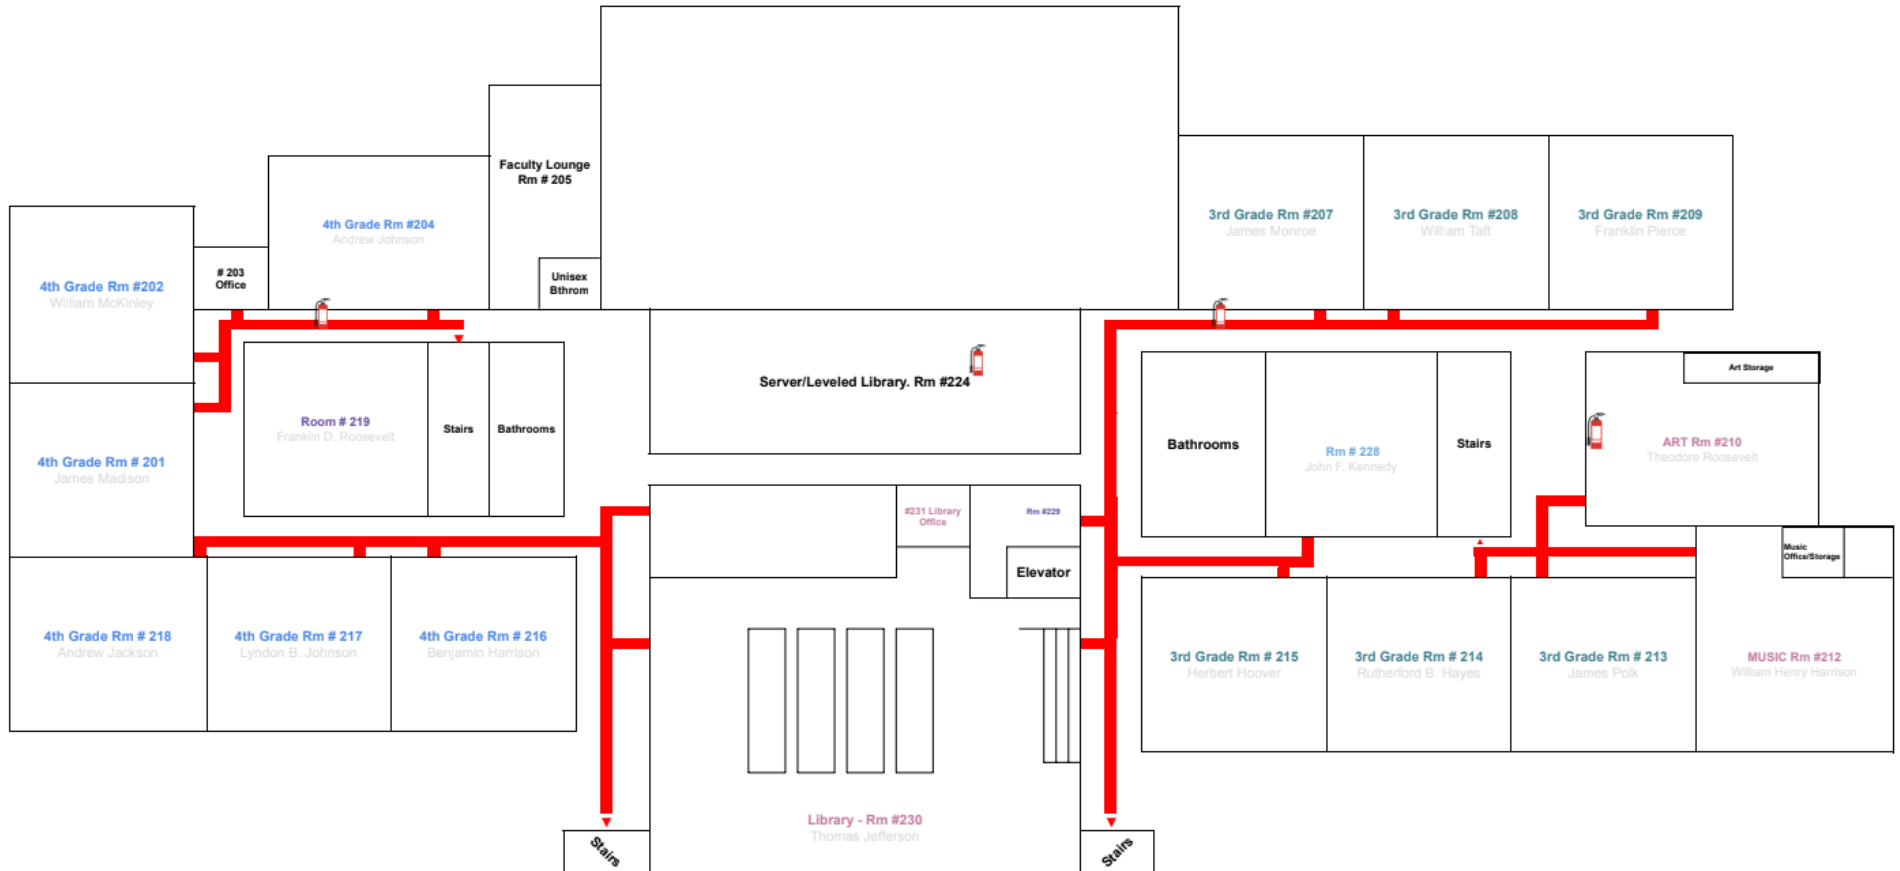 Faculty Lounge
Rm # 205
4th Grade Rm #204
Andrew Johnson
3rd Grade Rm #207
James Monroe
3rd Grade Rm #208
William Taft
3rd Grade Rm #209
Franklin Pierce
4th Grade Rm #202
William McKinley
# 203
Office
Unisex
Bthrom
Server/Leveled Library. Rm #224
Art Storage
Room # 219
Franklin D. Roosevelt
Stairs
Bathrooms
Bathrooms
Rm # 228
John F. Kennedy
Stairs
ART Rm #210
Theodore Roosevelt
4th Grade Rm # 201
James Madison
#231 Library
Office
Rm #229
Elevator
Music
Office/Storage
4th Grade Rm # 218
Andrew Jackson
4th Grade Rm # 217
Lyndon B. Johnson
4th Grade Rm # 216
Benjamin Harrison
3rd Grade Rm # 215
Herbert Hoover
3rd Grade Rm # 214
Rutherford B. Hayes
3rd Grade Rm # 213
James Polk
MUSIC Rm #212
William Henry Harrison
Library - Rm #230
Thomas Jefferson
Stairs
Stairs